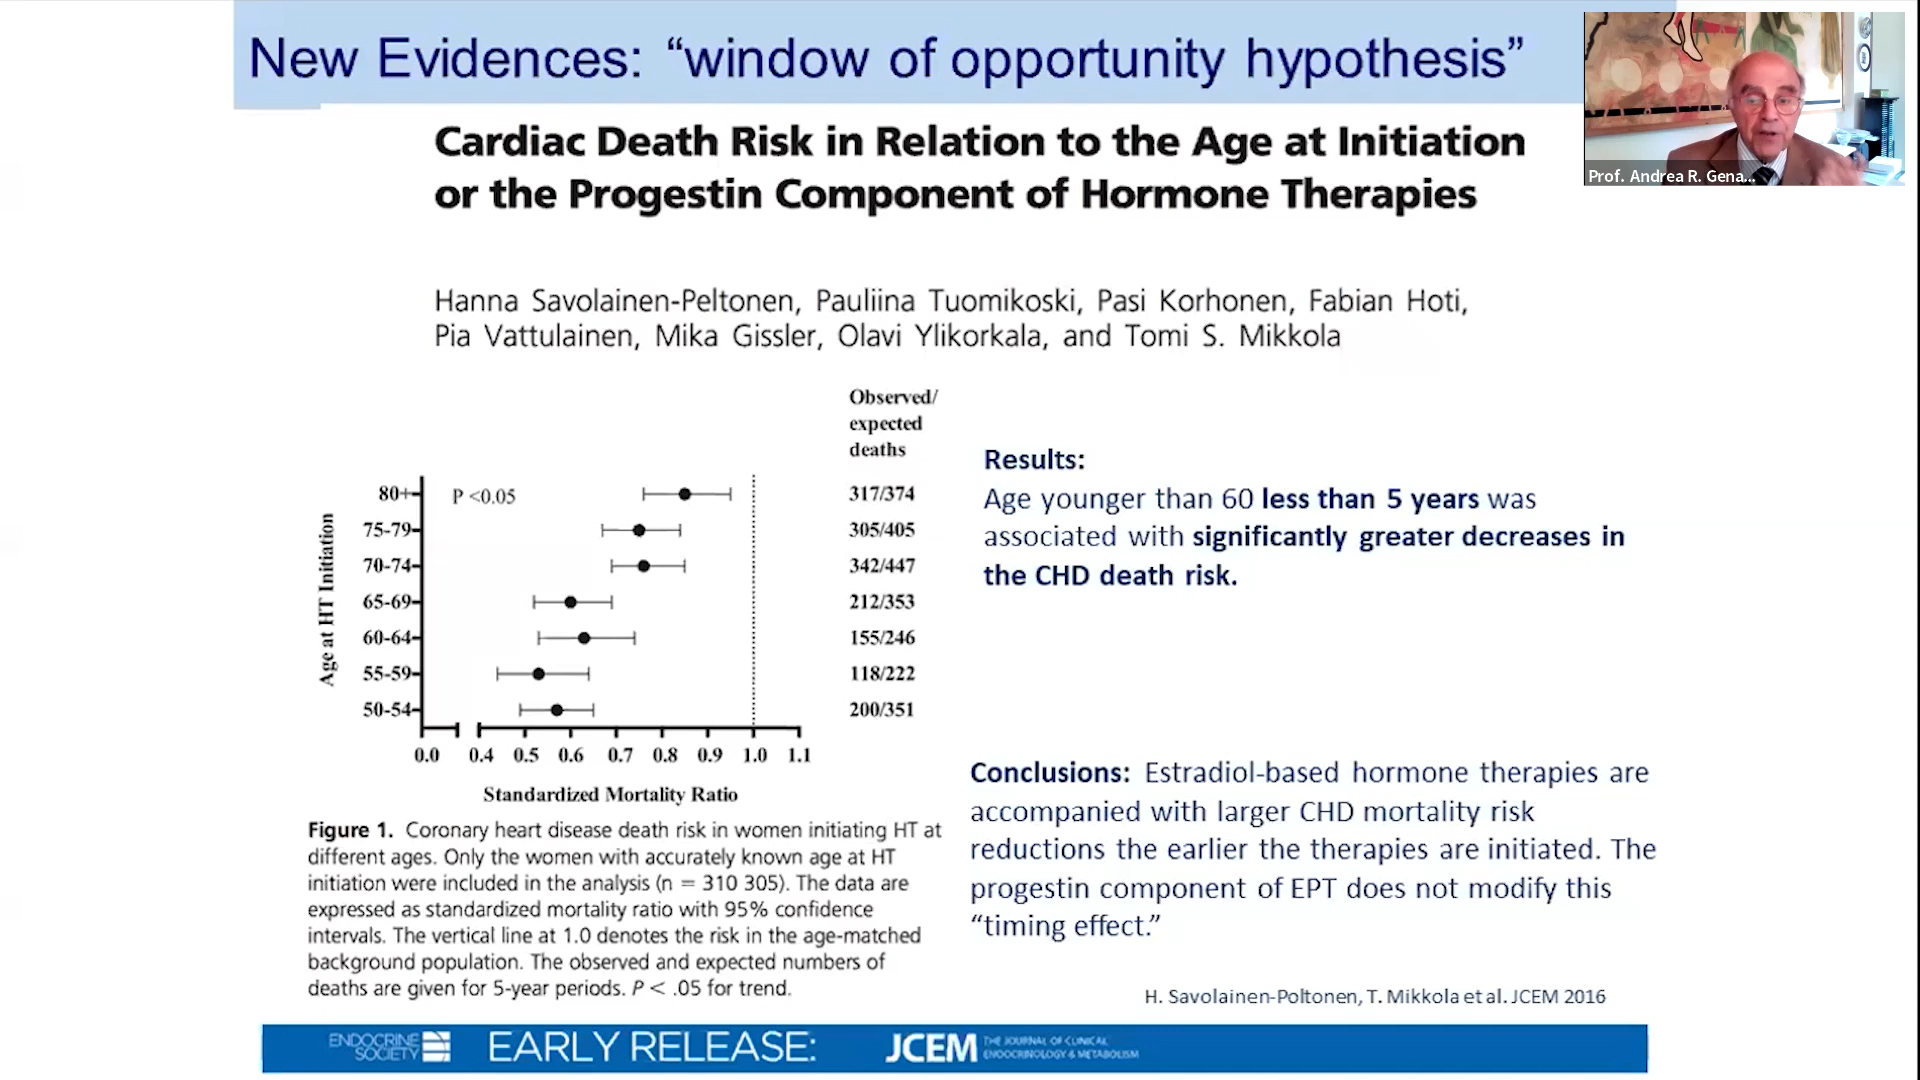 New Evidences: “window of opportunity hypothesis”
Prof. Andrea R. Gena...
Cardiac Death Risk in Relation to the Age at Initiation
or the Progestin Component of Hormone Therapies
Hanna Savolainen-Peltonen, Pauliina Tuomikoski, Pasi Korhonen, Fabian Hoti,
Pia Vattulainen, Mika Gissler, Olavi Ylikorkala, and Tomi S. Mikkola
Observed/
expected
deaths
80+ P <0.05 317/374
75-79 305/405
70-74 342/447
65-69 212/353
60-64 155/246
55-59 118/222
50-54 200/351
Age at HT Initiation
0.0 0.4 0.5 0.6 0.7 0.8 0.9 1.0 1.1
Standardized Mortality Ratio
Figure 1. Coronary heart disease death risk in women initiating HT at
different ages. Only the women with accurately known age at HT
initiation were included in the analysis (n = 310 305). The data are
expressed as standardized mortality ratio with 95% confidence
intervals. The vertical line at 1.0 denotes the risk in the age-matched
background population. The observed and expected numbers of
deaths are given for 5-year periods. P < .05 for trend.
Results:
Age younger than 60 less than 5 years was
associated with significantly greater decreases in
the CHD death risk.
Conclusions: Estradiol-based hormone therapies are
accompanied with larger CHD mortality risk
reductions the earlier the therapies are initiated. The
progestin component of EPT does not modify this
“timing effect.”
H. Savolainen-Poltonen, T. Mikkola et al. JCEM 2016
ENDOCRINE
SOCIETY
EARLY RELEASE:
JCEM
THE JOURNAL OF CLINICAL
ENDOCRINOLOGY & METABOLISM